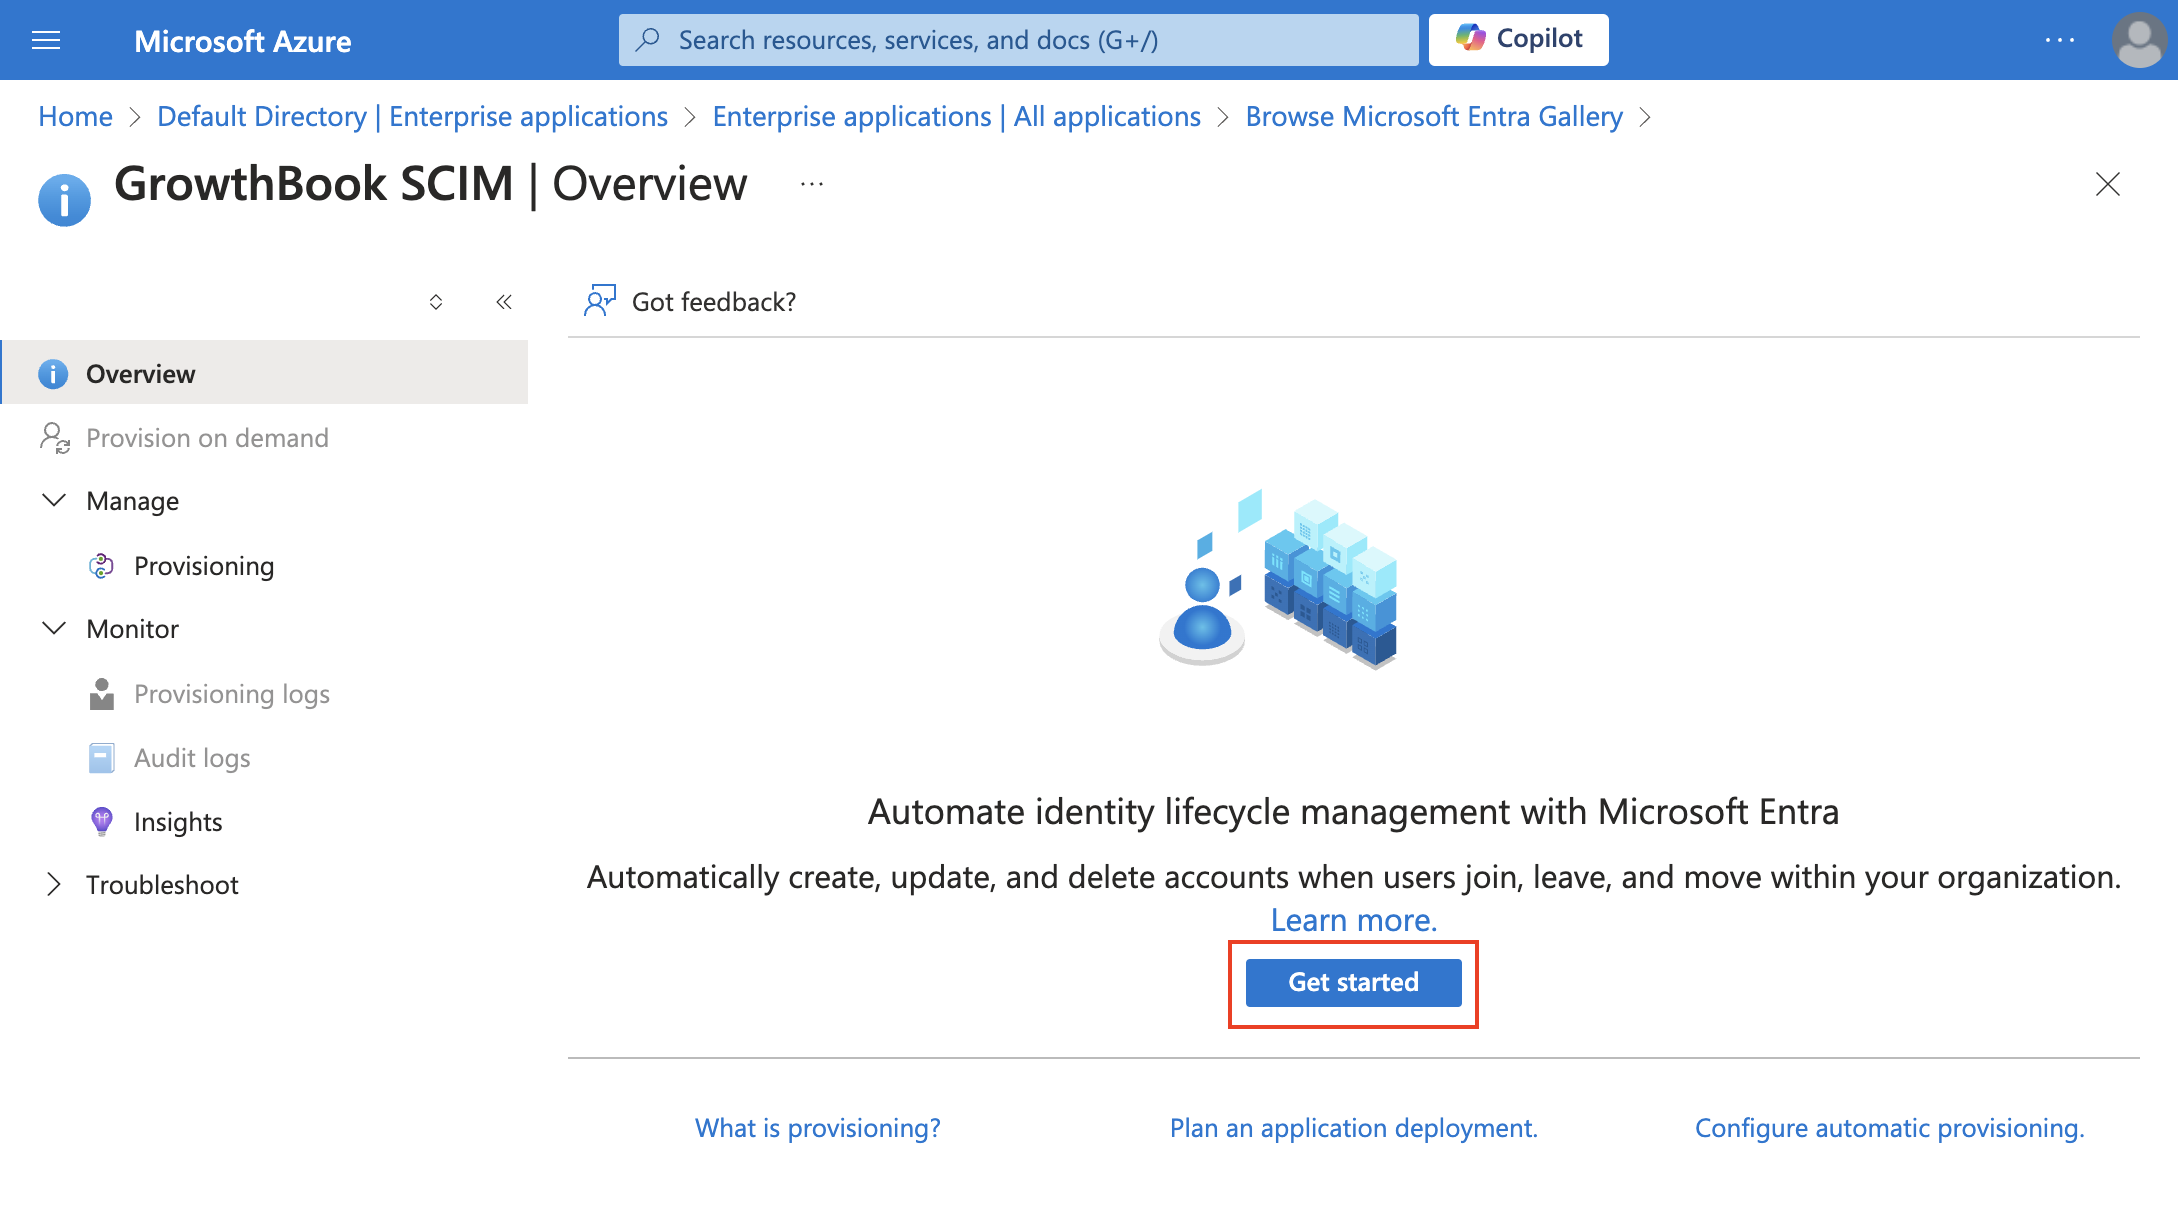 Microsoft Azure
Search resources, services, and docs (G+/)
Copilot
Home > Default Directory | Enterprise applications > Enterprise applications | All applications > Browse Microsoft Entra Gallery >
GrowthBook SCIM | Overview
Got feedback?
Overview
Provision on demand
Manage
Provisioning
Monitor
Provisioning logs
Audit logs
Insights
Troubleshoot
Automate identity lifecycle management with Microsoft Entra
Automatically create, update, and delete accounts when users join, leave, and move within your organization.
Learn more.
Get started
What is provisioning?
Plan an application deployment.
Configure automatic provisioning.